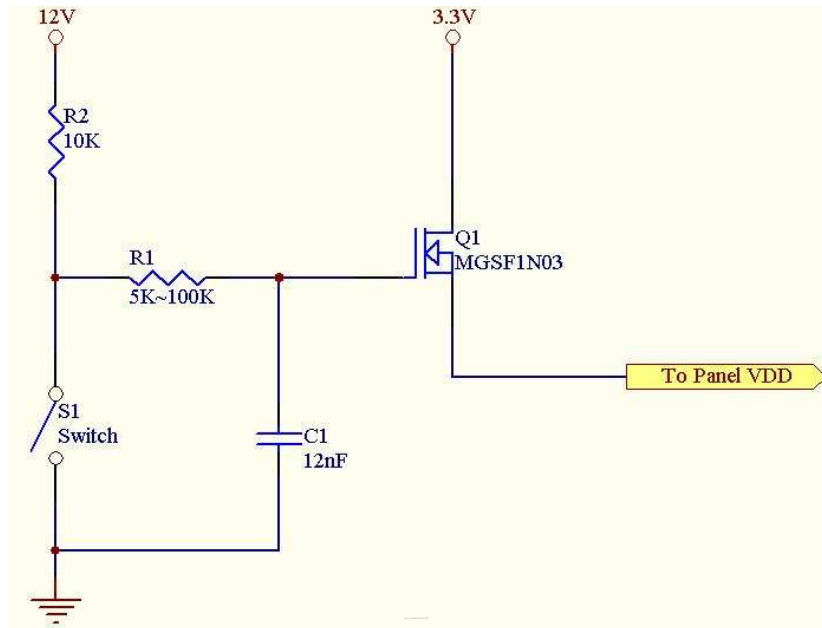 12V
3.3V
R2
10K
R1
5K~100K
Q1
MGSF1N03
To Panel VDD
S1
Switch
C1
12nF